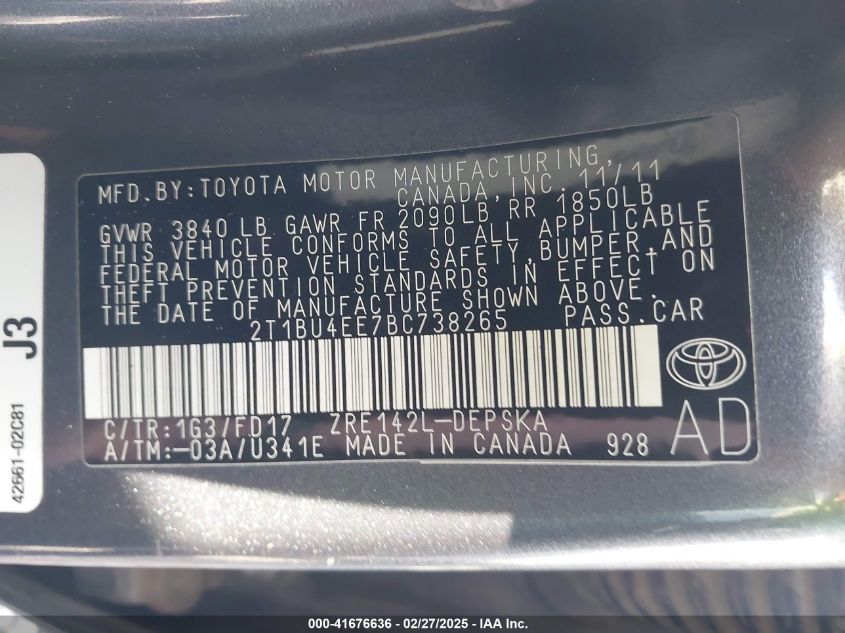 MFD.BY:TOYOTA MOTOR MANUFACTURING,
CANADA,INC. 11/11
GVWR 3840 LB GAWR FR 2090LB RR 1850LB
THIS VEHICLE CONFORMS TO ALL APPLICABLE
FEDERAL MOTOR VEHICLE SAFETY,BUMPER,AND
THEFT PREVENTION STANDARDS IN EFFECT ON
THE DATE OF MANUFACTURE SHOWN ABOVE.
2T1BU4EE7BC738265 PASS.CAR
C/TR:163/FD17 ZRE142L-DEPSKA
A/TM:-03A/U341E MADE IN CANADA 928
AD
J3
42661-02C81
000-41676636 - 02/27/2025 - IAA Inc.